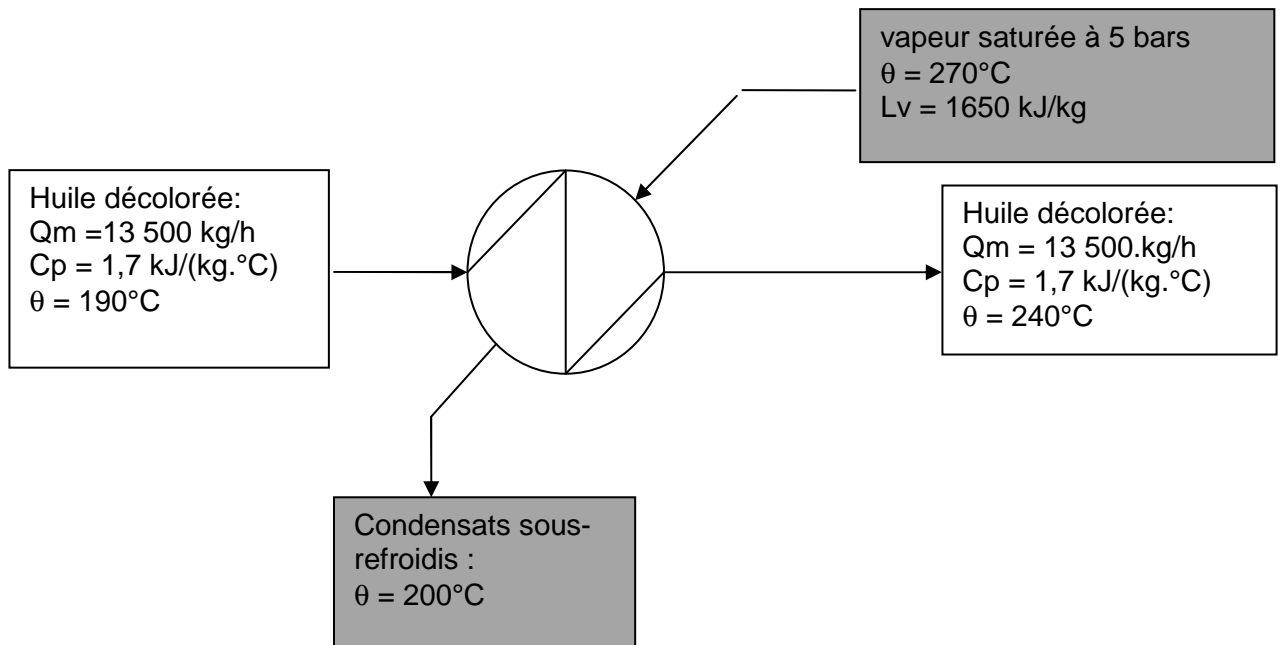 vapeur saturée à 5 bars
θ = 270°C
Lv = 1650 kJ/kg
Huile décolorée:
Qm =13 500 kg/h
Cp = 1,7 kJ/(kg.°C)
θ = 190°C
Huile décolorée:
Qm = 13 500.kg/h
Cp = 1,7 kJ/(kg.°C)
θ = 240°C
Condensats sous-
refroidis :
θ = 200°C